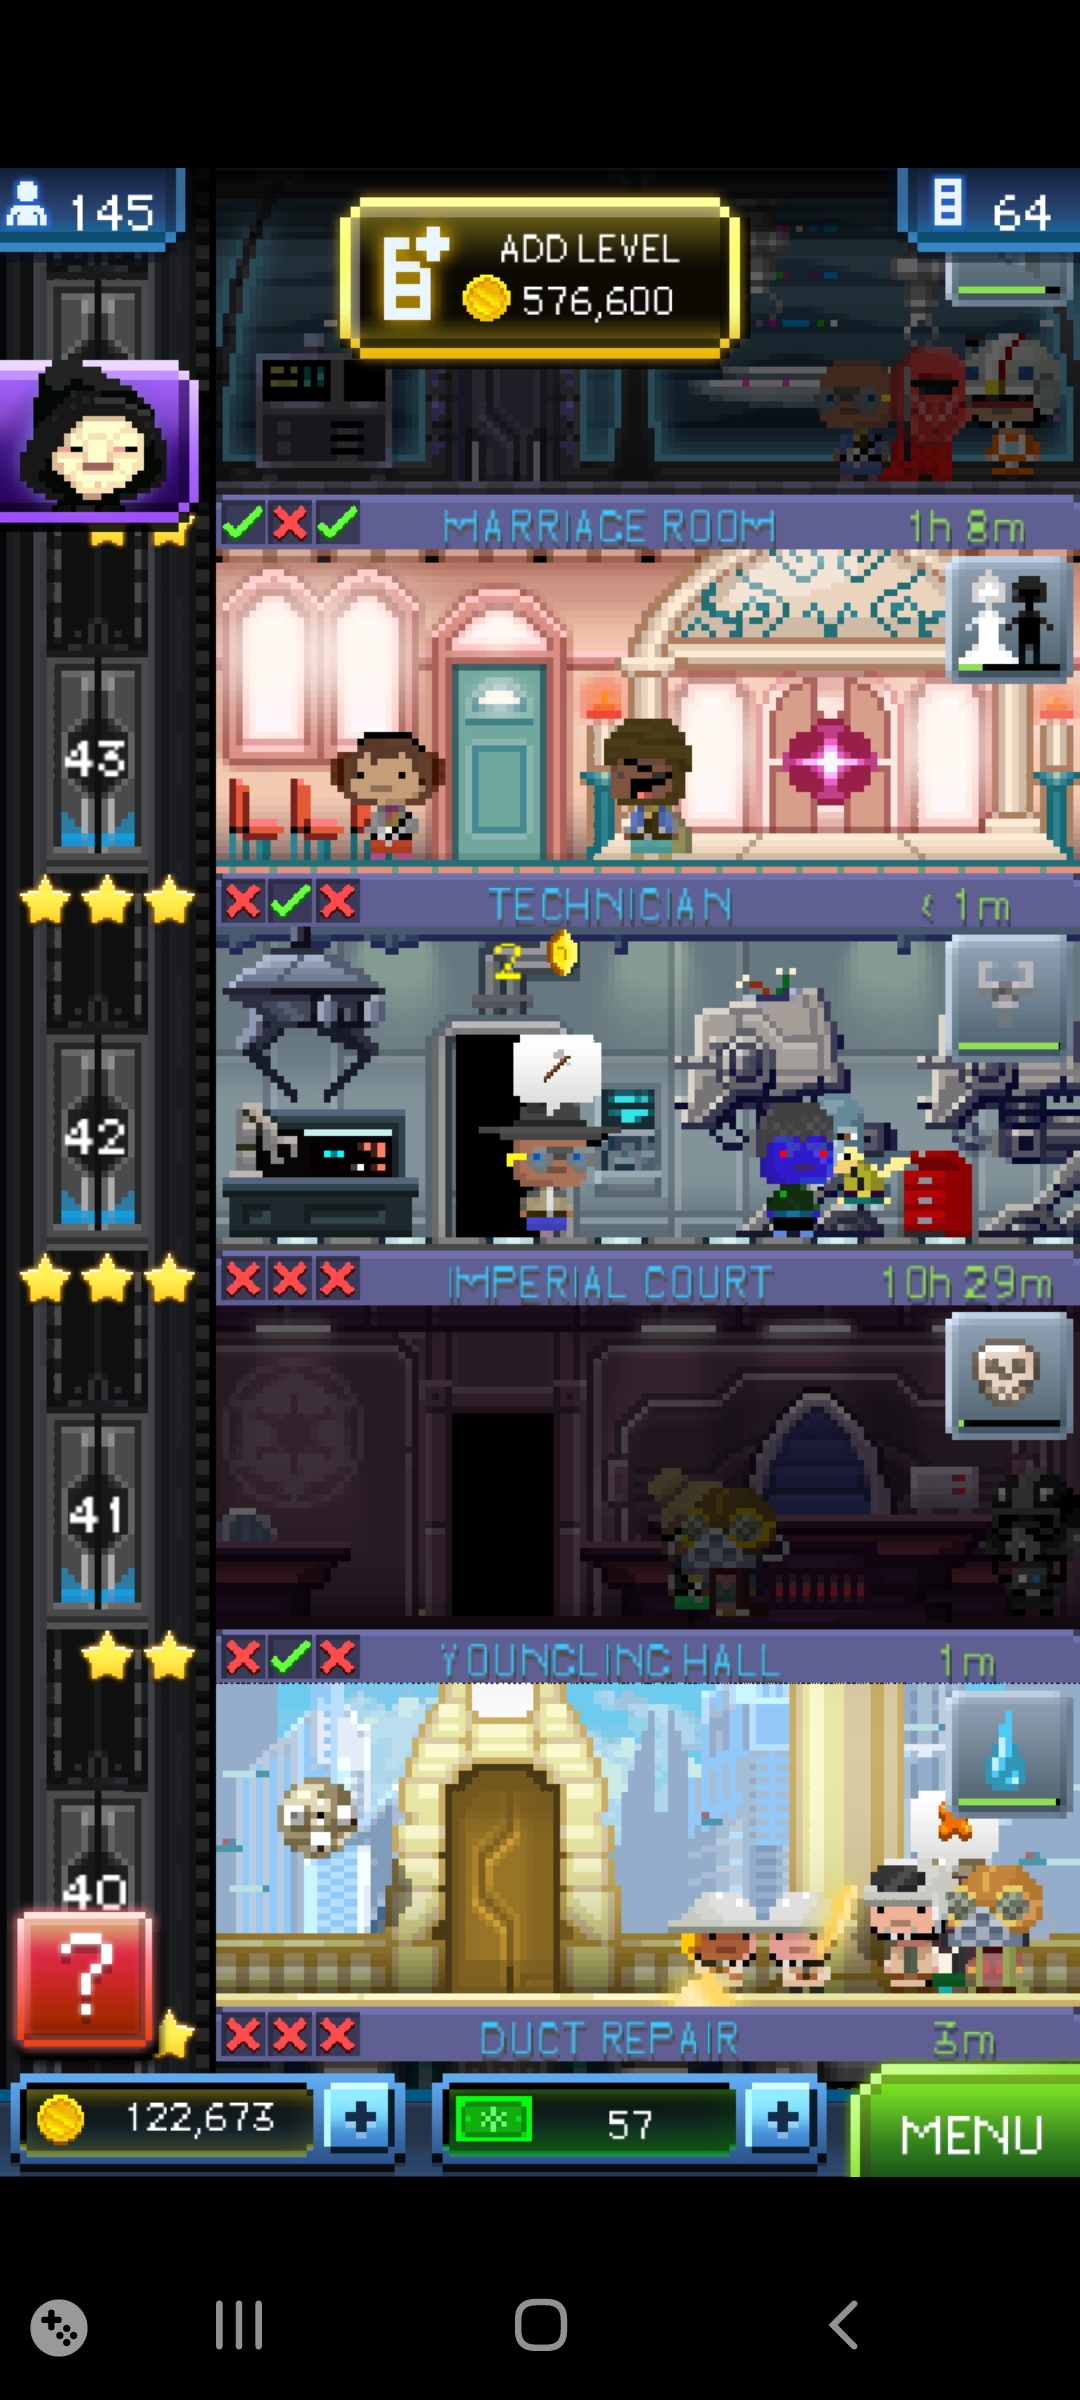 145
ADD LEVEL
576,600
64
MARRIAGE ROOM 1h 8m
43
TECHNICIAN < 1m
2
42
IMPERIAL COURT 10h 29m
41
YOUNGLING HALL 1m
40
?
DUCT REPAIR 3m
122,673 +
57 +
MENU